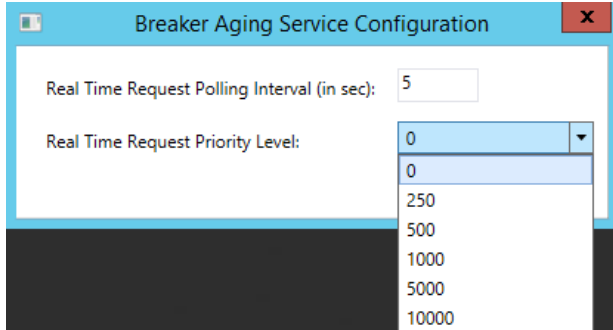 Breaker Aging Service Configuration
x
Real Time Request Polling Interval (in sec): 5
Real Time Request Priority Level: 0
0
250
500
1000
5000
10000